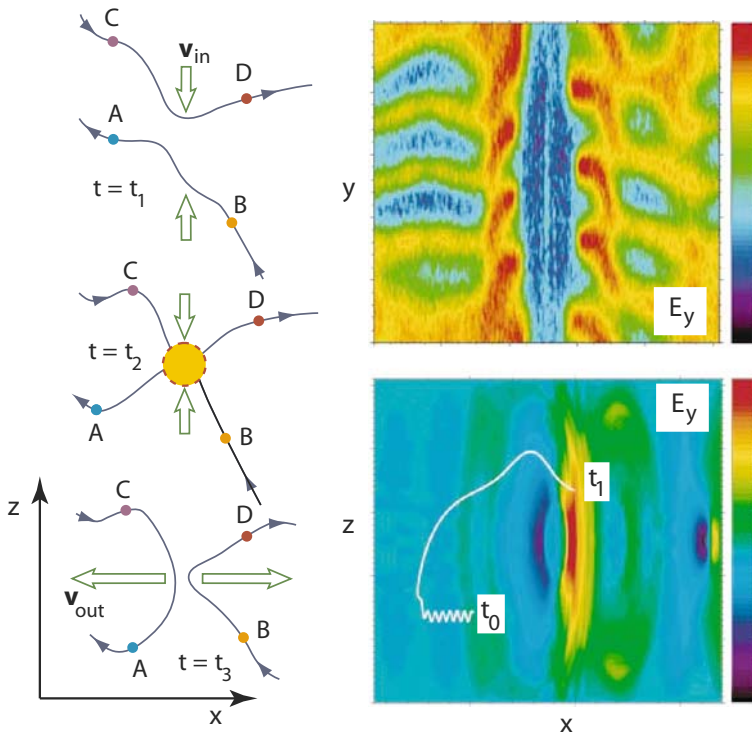 C
v_in
D
A
t = t_1
B
C
D
t = t_2
A
B
z
C
D
v_out
A
B
t = t_3
x
y
E_y
E_y
z
t_1
t_0
x